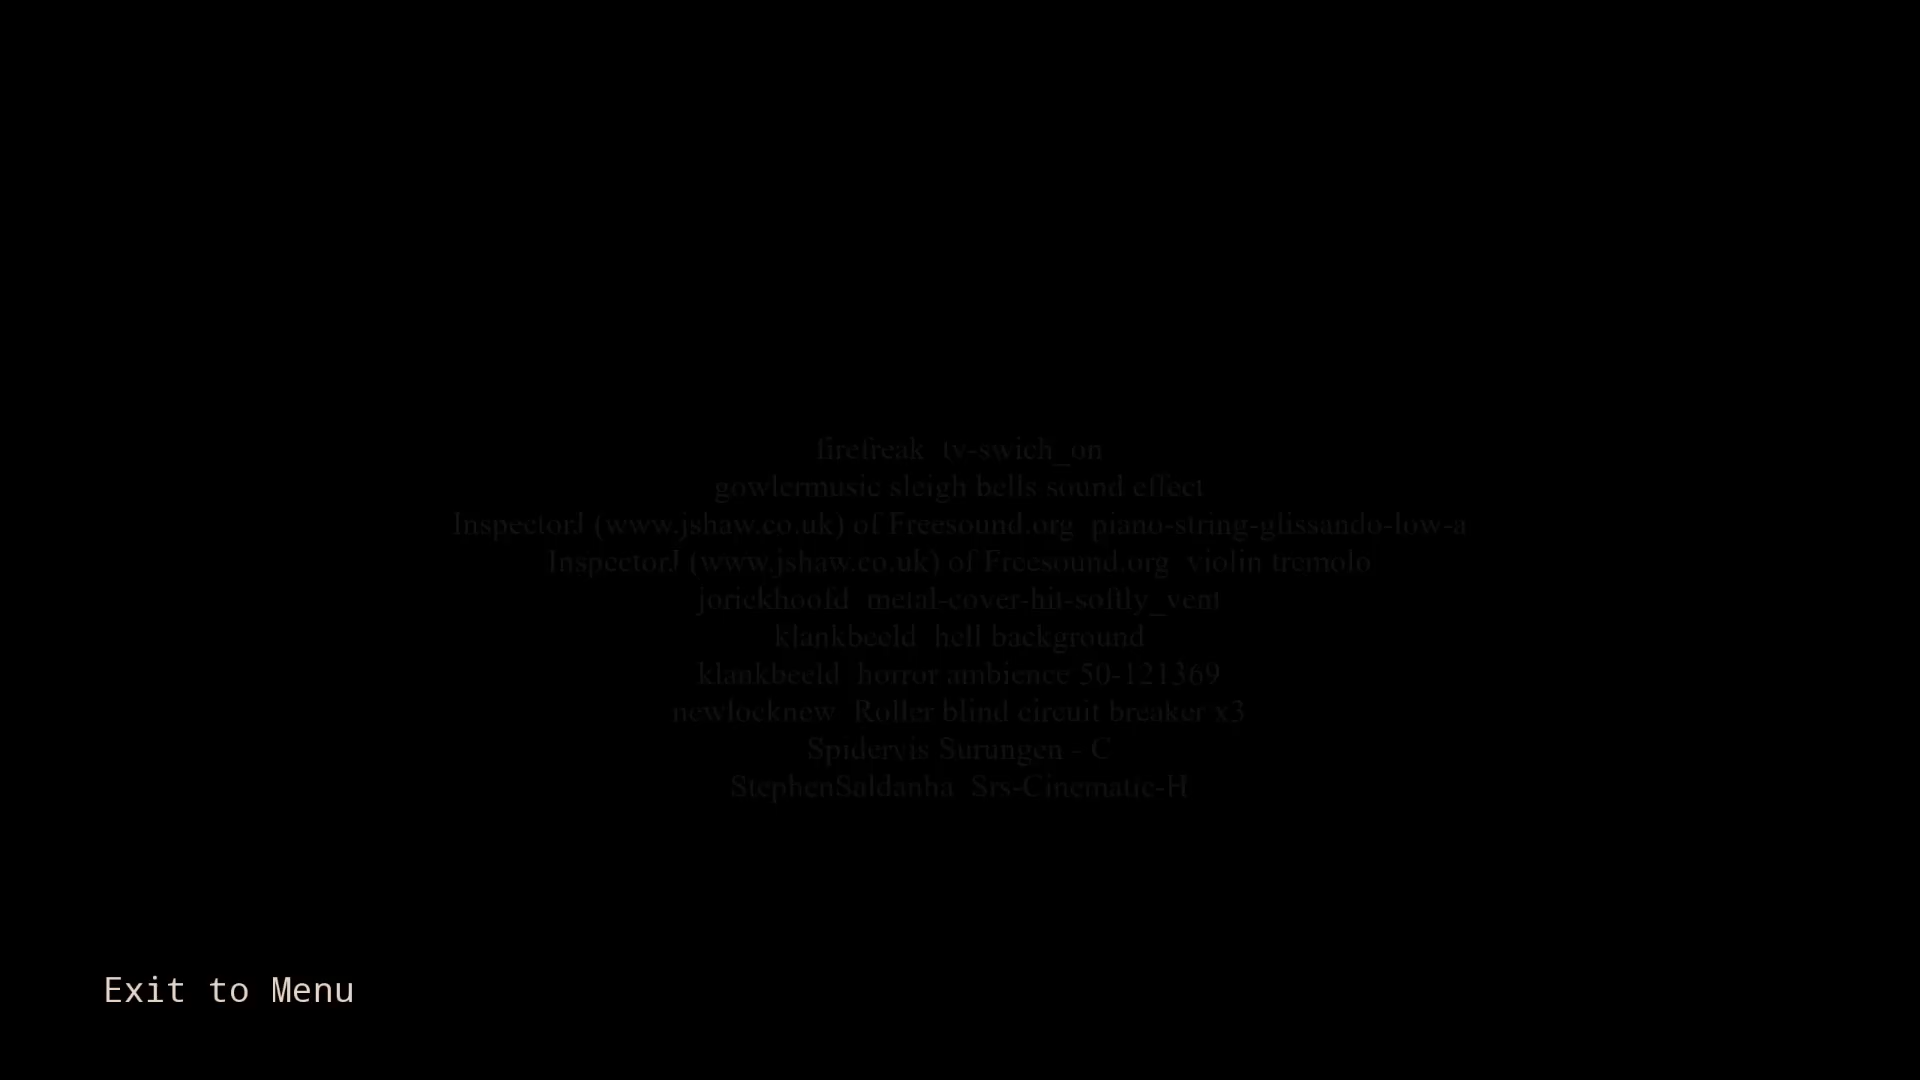 firefreak  tv-swich_on
gowlermusic sleigh bells sound effect
InspectorJ (www.jshaw.co.uk) of Freesound.org  piano-string-glissando-low-a
InspectorJ (www.jshaw.co.uk) of Freesound.org  violin tremolo
jorickhoofd  metal-cover-hit-softly_vent
klankbeeld  hell background
klankbeeld  horror ambience 50-121369
newlocknew  Roller blind circuit breaker x3
Spidervis Surungen - C
StephenSaldanha  Srs-Cinematic-H
Exit to Menu